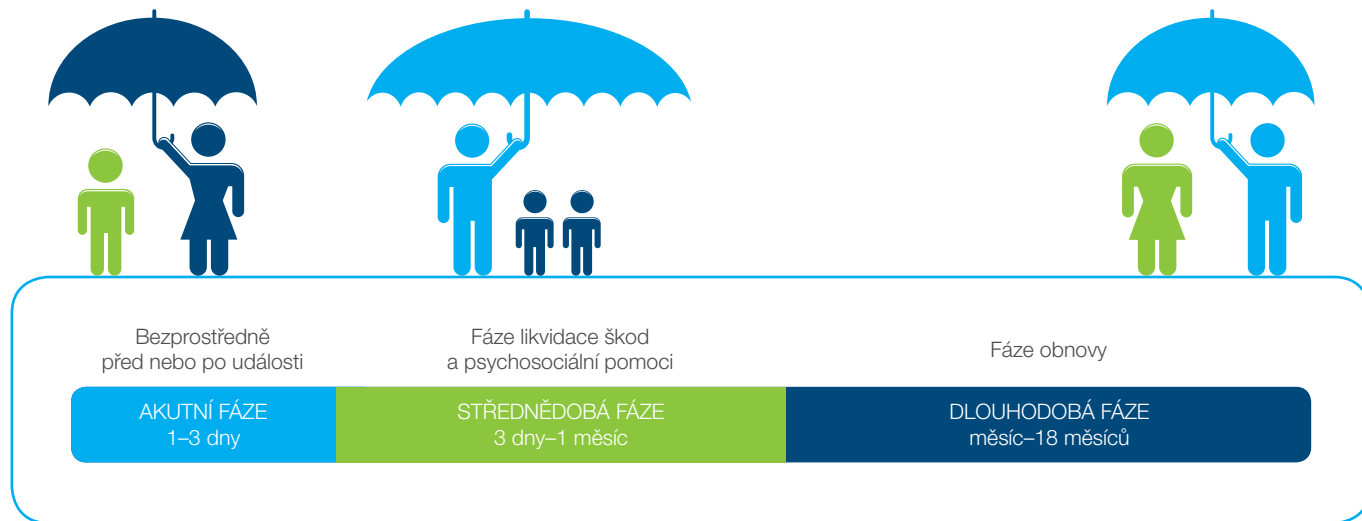 Bezprostředně
před nebo po události
Fáze likvidace škod
a psychosociální pomoci
Fáze obnovy
AKUTNÍ FÁZE
1–3 dny
STŘEDNĚDOBÁ FÁZE
3 dny–1 měsíc
DLOUHODOBÁ FÁZE
měsíc–18 měsíců